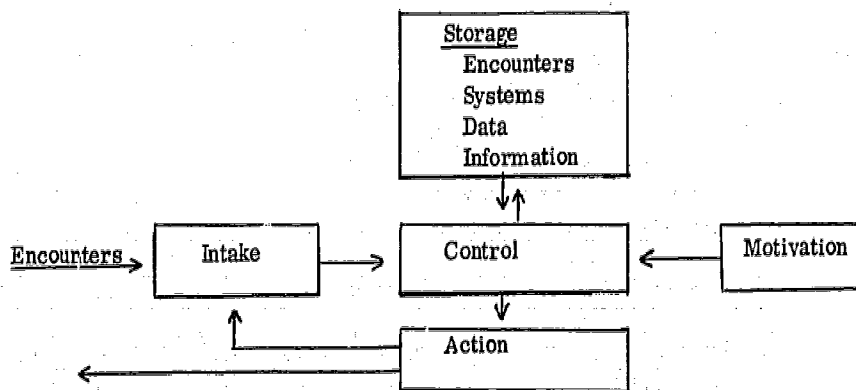 Storage
Encounters
Systems
Data
Information
Encounters
Intake
Control
Motivation
Action